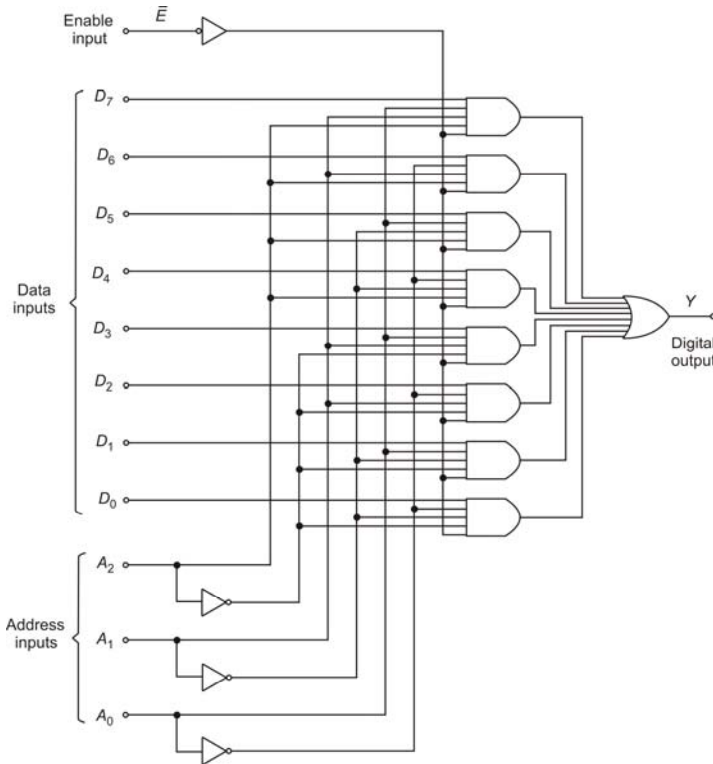 Enable
input
E̅
D₇
D₆
D₅
D₄
Data
inputs
D₃
D₂
D₁
D₀
Y
Digital
output
A₂
Address
inputs
A₁
A₀